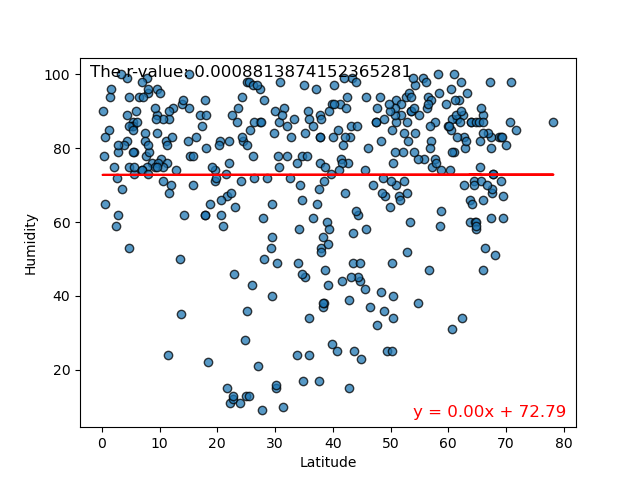 The r-value: 0.0008813874152365281
100
80
60
40
20
Humidity
y = 0.00x + 72.79
0 10 20 30 40 50 60 70 80
Latitude